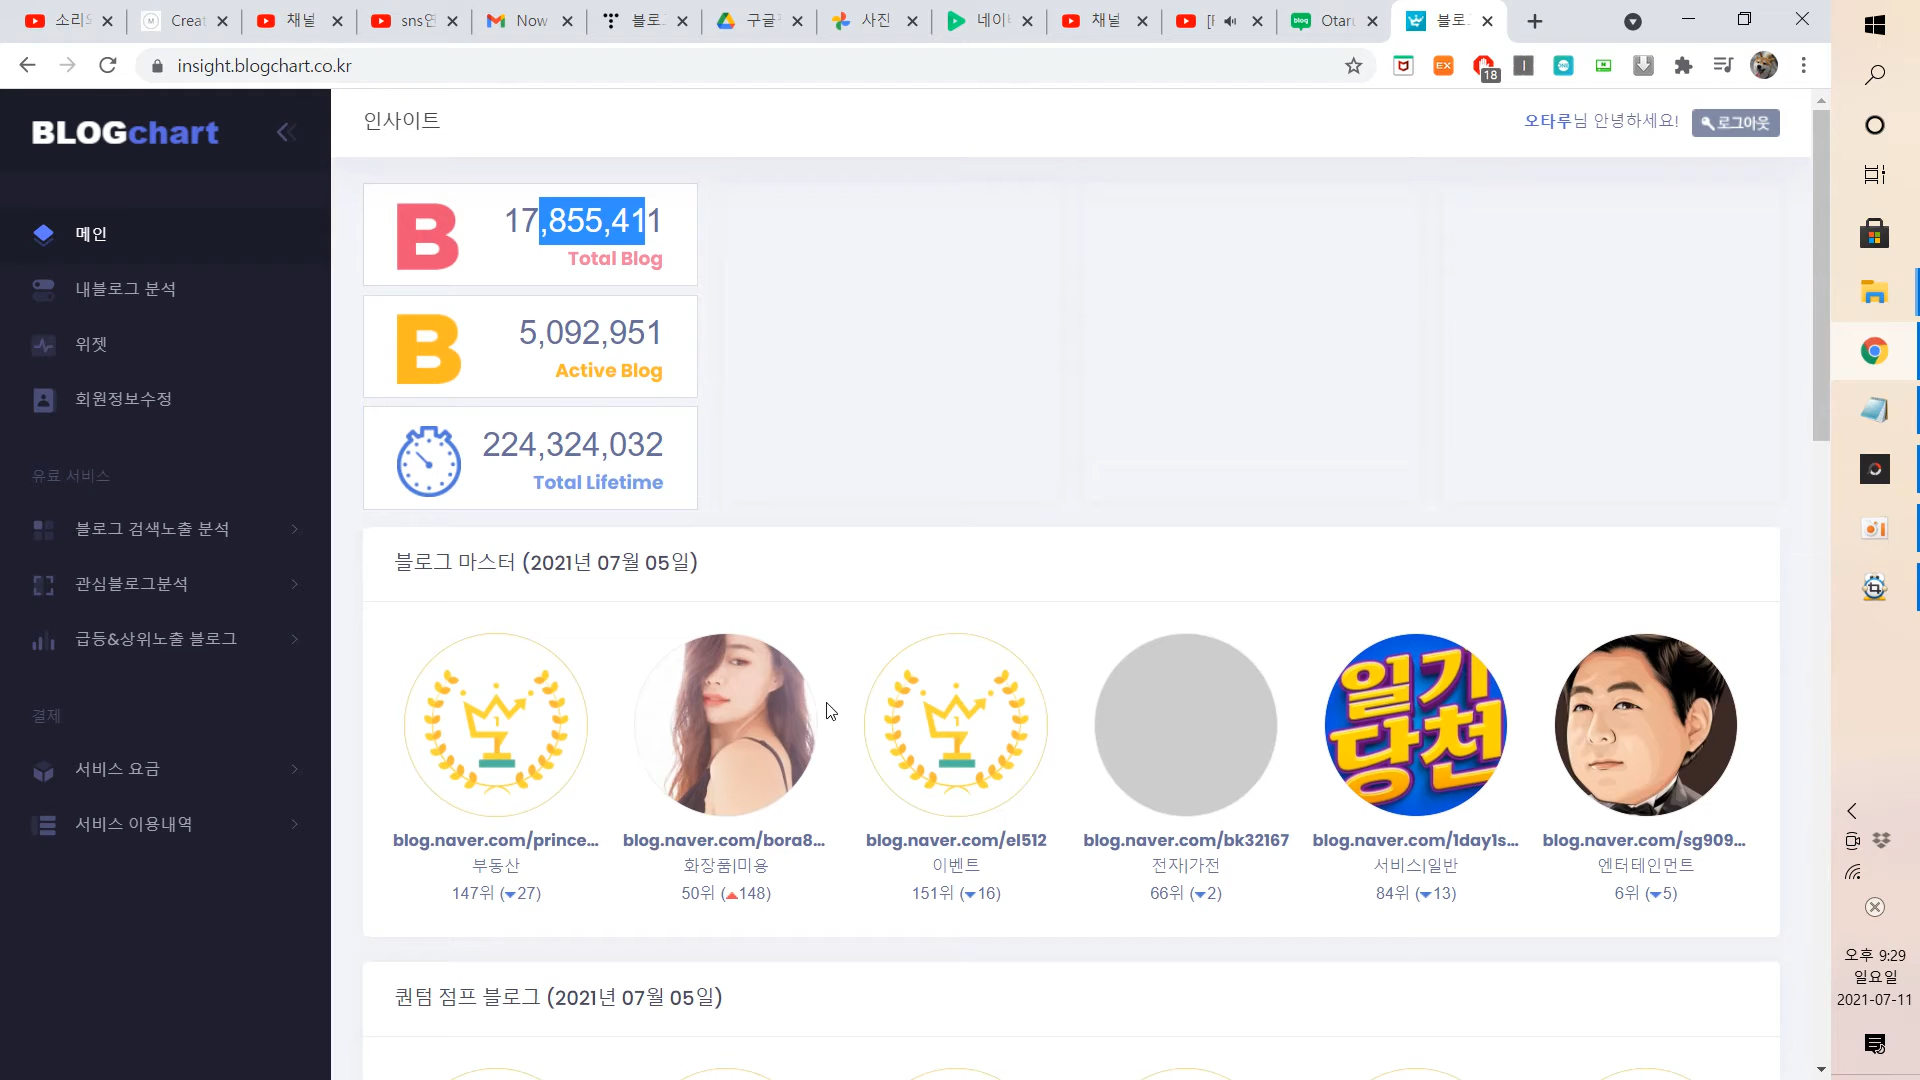 소리의
Creat
채널
sns연
Now
블로그
구글
사진
네이버
채널
[F
Otaru
블로그
insight.blogchart.co.kr
18
BLOGchart
인사이트
오타루님 안녕하세요!
로그아웃
메인
내블로그 분석
위젯
회원정보수정
유료 서비스
블로그 검색노출 분석
관심블로그분석
급등&상위노출 블로그
결제
서비스 요금
서비스 이용내역
17,855,411
Total Blog
5,092,951
Active Blog
224,324,032
Total Lifetime
블로그 마스터 (2021년 07월 05일)
일기당천
blog.naver.com/prince...
부동산
147위 (▼27)
blog.naver.com/bora8...
화장품|미용
50위 (▲148)
blog.naver.com/el512
이벤트
151위 (▼16)
blog.naver.com/bk32167
전자|가전
66위 (▼2)
blog.naver.com/1day1s...
서비스|일반
84위 (▼13)
blog.naver.com/sg909...
엔터테인먼트
6위 (▼5)
퀀텀 점프 블로그 (2021년 07월 05일)
오후 9:29
일요일
2021-07-11